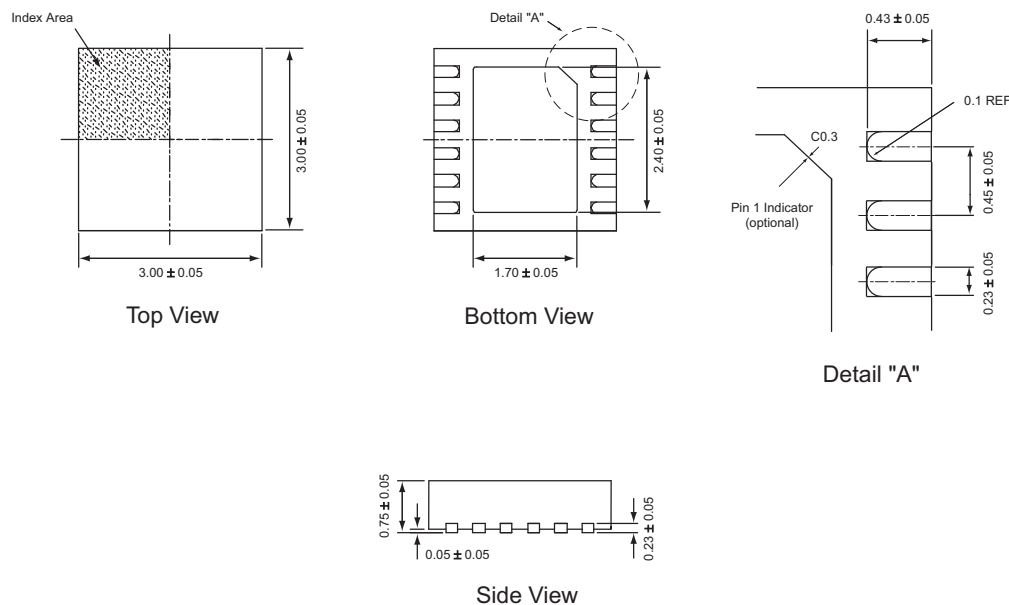 Index Area
3.00 ± 0.05
3.00 ± 0.05
Top View
Detail "A"
2.40 ± 0.05
1.70 ± 0.05
Bottom View
0.43 ± 0.05
0.1 REF
C0.3
Pin 1 Indicator
(optional)
0.45 ± 0.05
0.23 ± 0.05
Detail "A"
0.75 ± 0.05
0.05 ± 0.05
0.23 ± 0.05
Side View